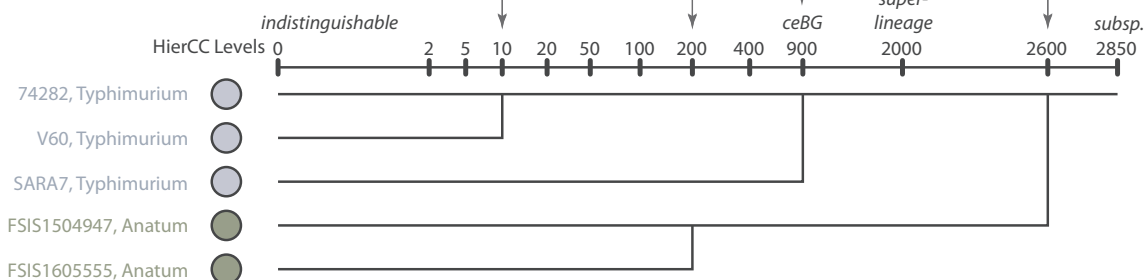 super-
indistinguishable ceBG lineage subsp.
HierCC Levels 0 2 5 10 20 50 100 200 400 900 2000 2600 2850
74282, Typhimurium
V60, Typhimurium
SARA7, Typhimurium
FSIS1504947, Anatum
FSIS1605555, Anatum